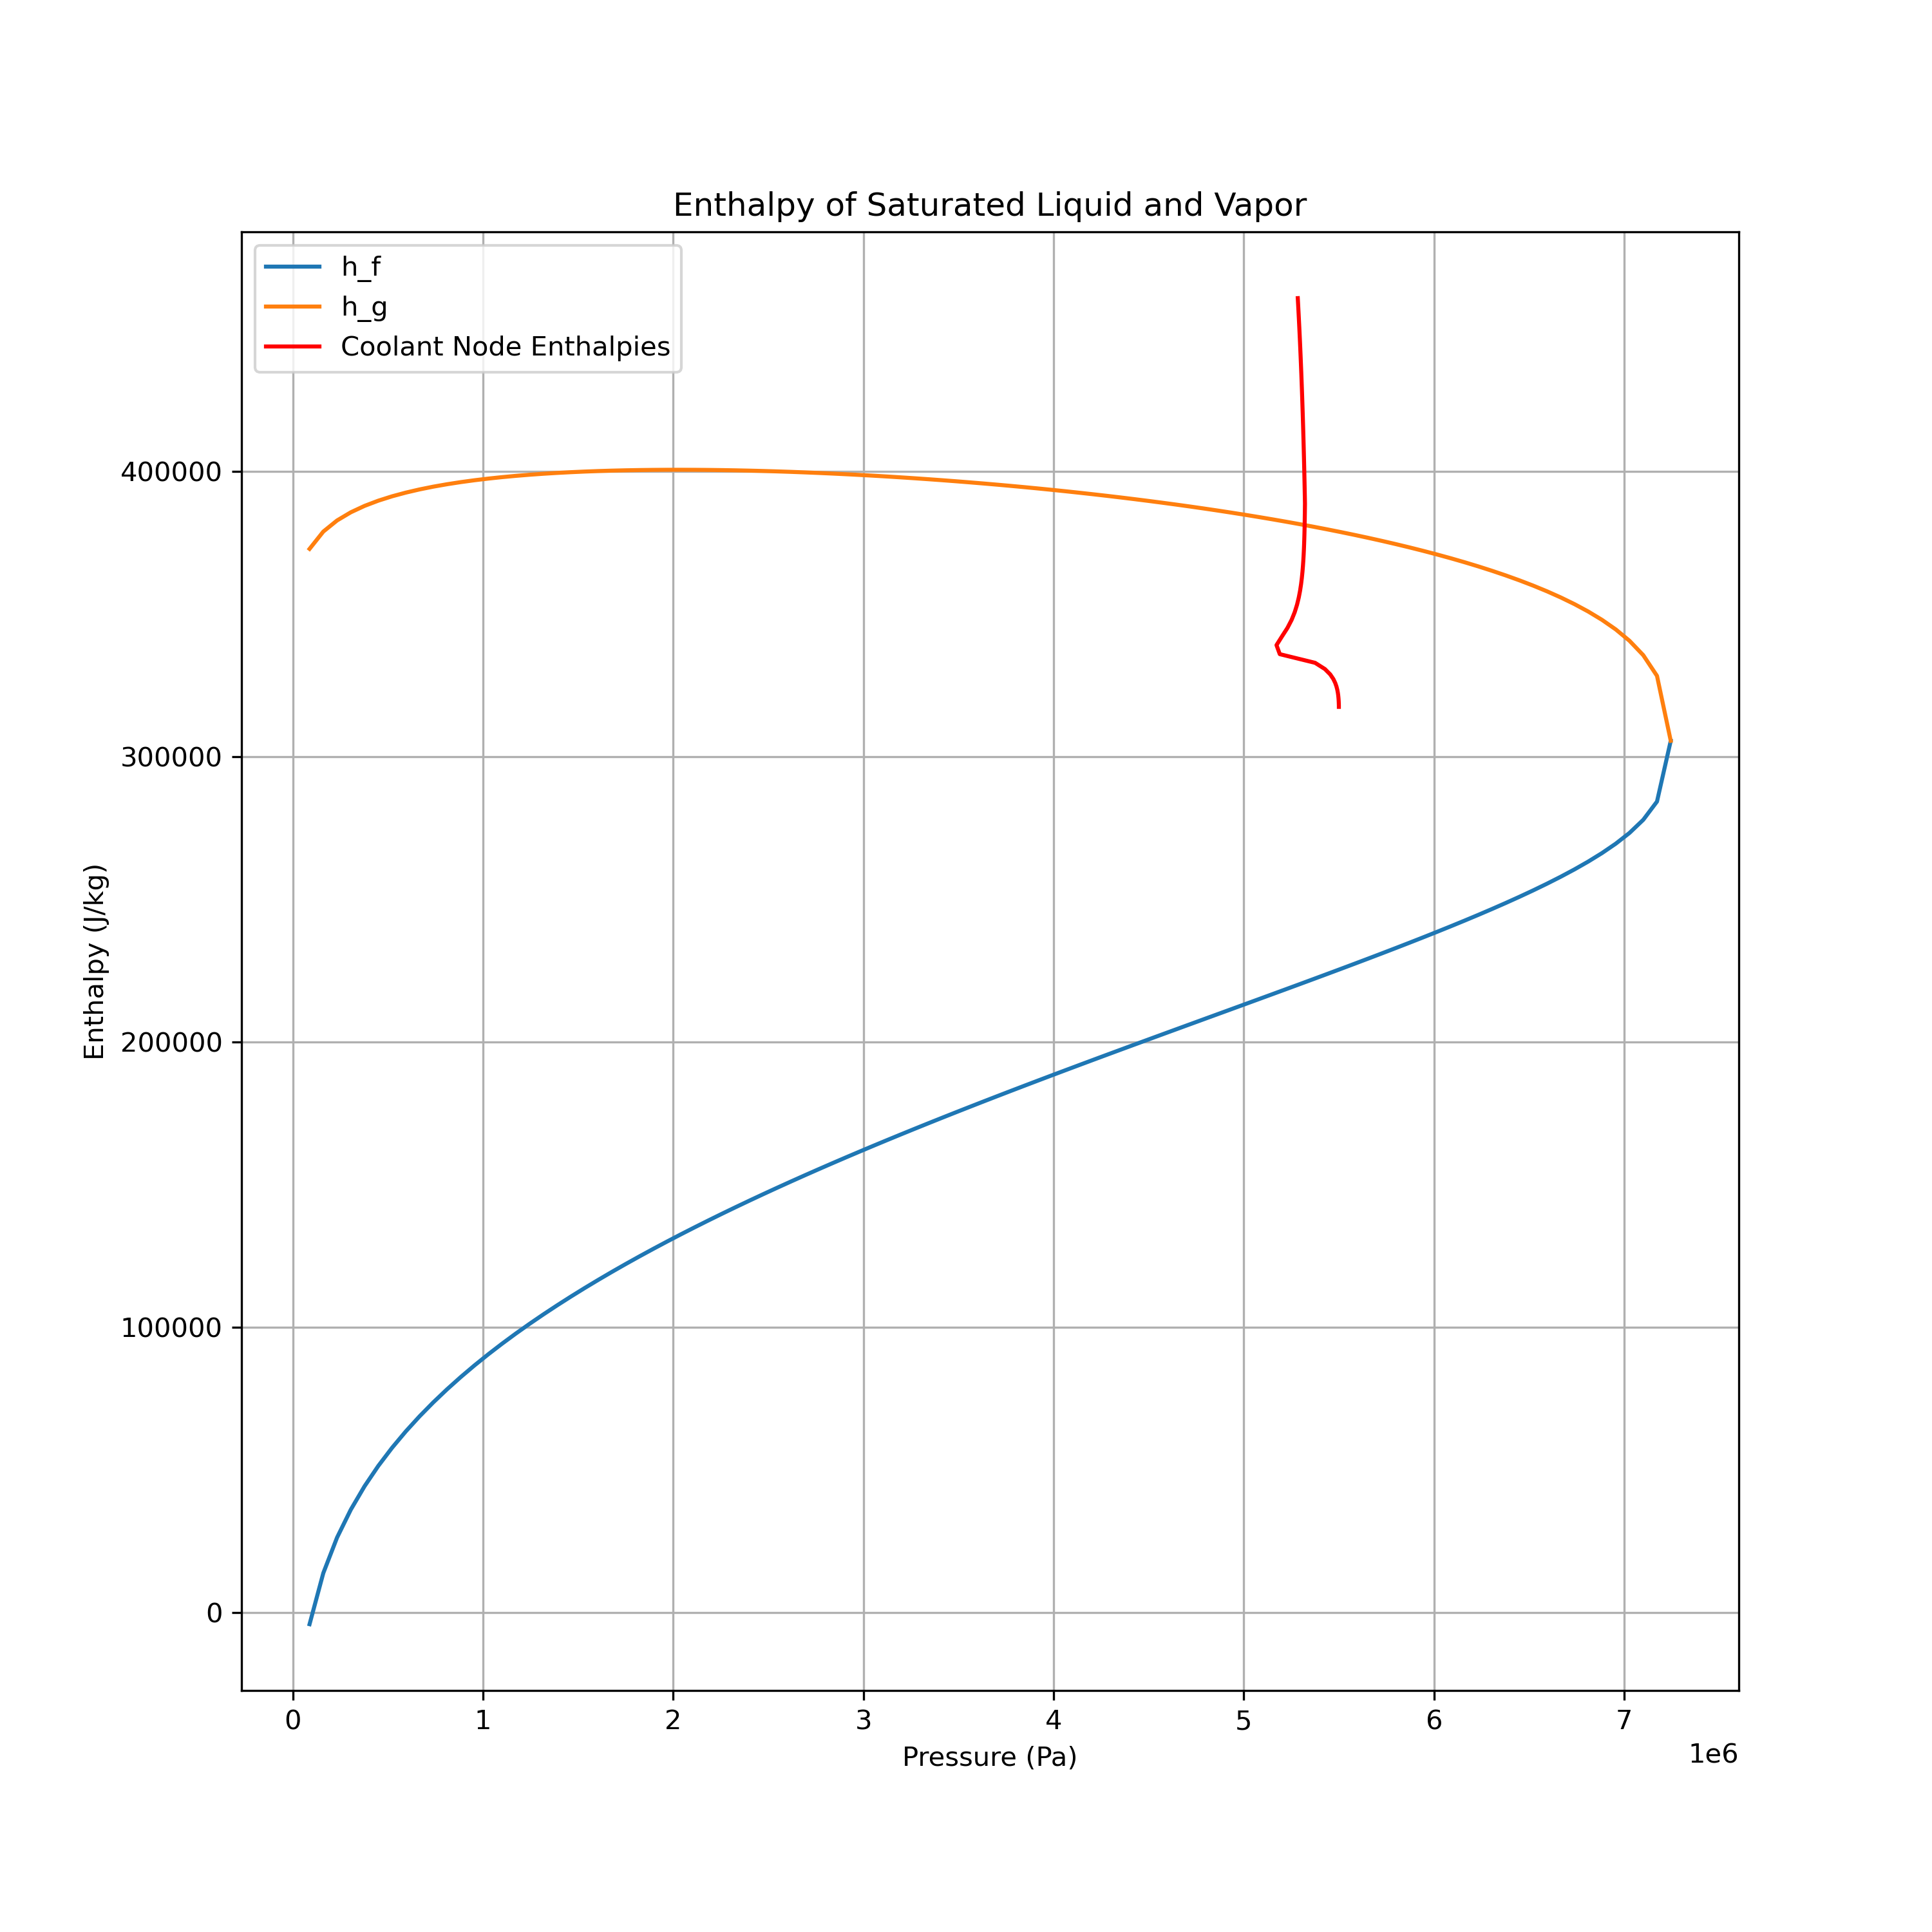 Enthalpy of Saturated Liquid and Vapor
h_f
h_g
Coolant Node Enthalpies
Enthalpy (J/kg)
400000
300000
200000
100000
0
0 1 2 3 4 5 6 7
Pressure (Pa)
1e6